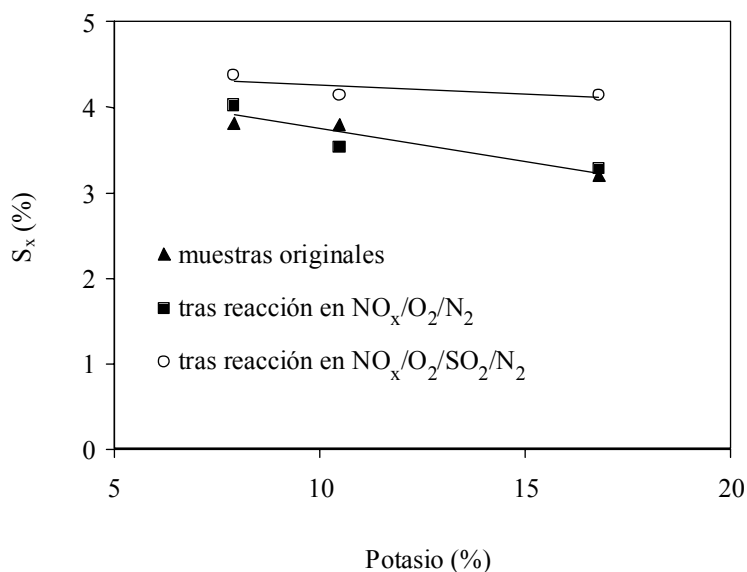 5
4
3
2
1
0
S_x (%)
muestras originales
tras reacción en NO_x/O_2/N_2
tras reacción en NO_x/O_2/SO_2/N_2
5 10 15 20
Potasio (%)